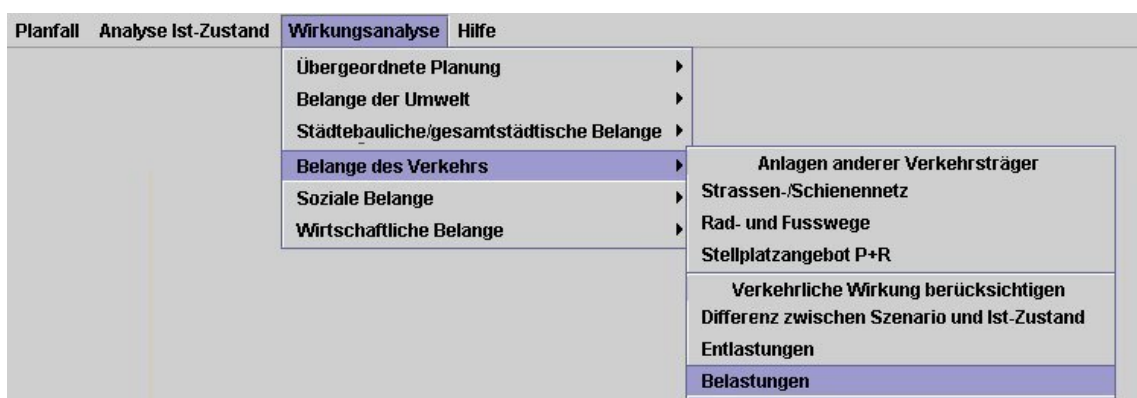 Planfall Analyse Ist-Zustand Wirkungsanalyse Hilfe
Übergeordnete Planung
Belange der Umwelt
Städtebauliche/gesamtstädtische Belange
Belange des Verkehrs
Soziale Belange
Wirtschaftliche Belange
Anlagen anderer Verkehrsträger
Strassen-/Schienennetz
Rad- und Fusswege
Stellplatzangebot P+R
Verkehrliche Wirkung berücksichtigen
Differenz zwischen Szenario und Ist-Zustand
Entlastungen
Belastungen